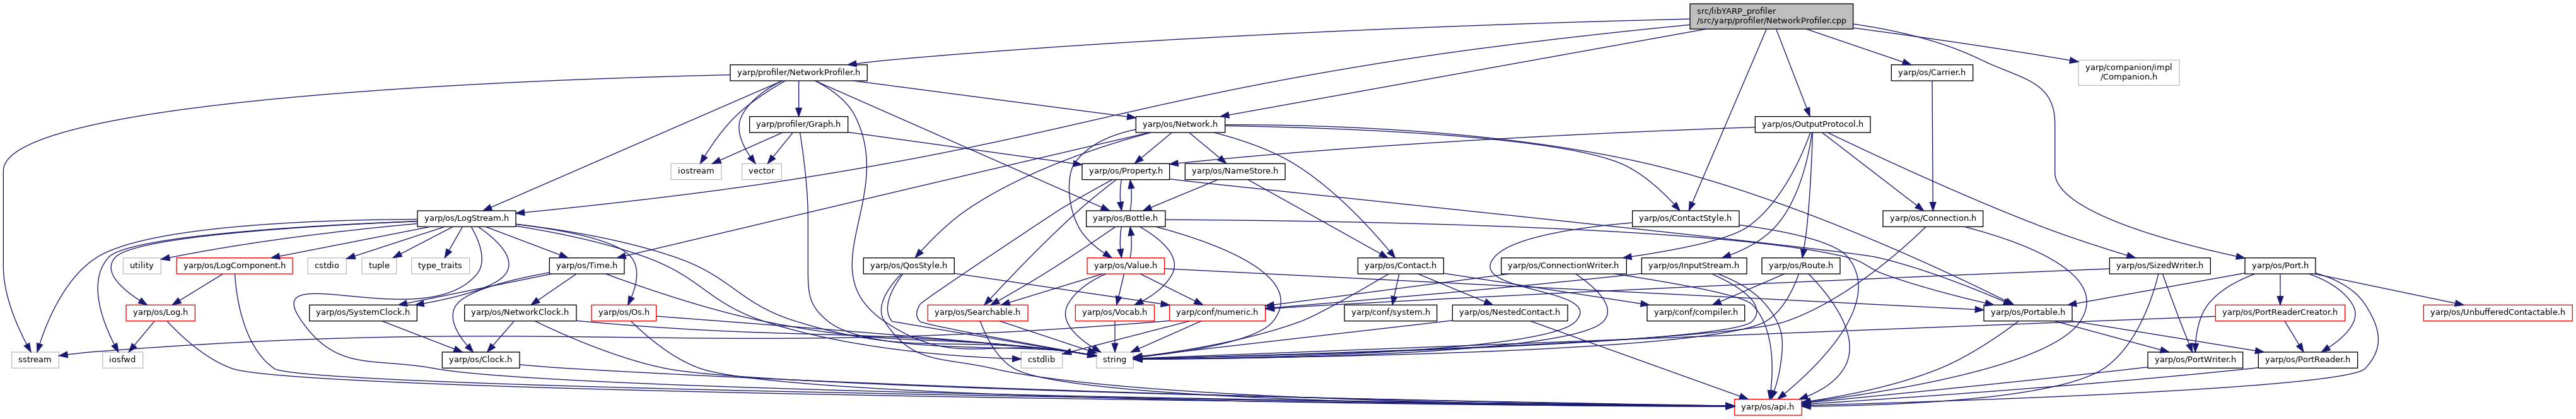 src/libYARP_profiler
/src/yarp/profiler/NetworkProfiler.cpp
yarp/profiler/NetworkProfiler.h
yarp/os/Carrier.h
yarp/companion/impl
/Companion.h
yarp/profiler/Graph.h
yarp/os/Network.h
yarp/os/OutputProtocol.h
iostream
vector
yarp/os/Property.h
yarp/os/NameStore.h
yarp/os/LogStream.h
yarp/os/Bottle.h
yarp/os/ContactStyle.h
yarp/os/Connection.h
utility
yarp/os/LogComponent.h
cstdio
tuple
type_traits
yarp/os/Time.h
yarp/os/QosStyle.h
yarp/os/Value.h
yarp/os/Contact.h
yarp/os/ConnectionWriter.h
yarp/os/InputStream.h
yarp/os/Route.h
yarp/os/SizedWriter.h
yarp/os/Port.h
yarp/os/Log.h
yarp/os/SystemClock.h
yarp/os/NetworkClock.h
yarp/os/Os.h
yarp/os/Searchable.h
yarp/os/Vocab.h
yarp/conf/numeric.h
yarp/conf/system.h
yarp/os/NestedContact.h
yarp/conf/compiler.h
yarp/os/Portable.h
yarp/os/PortReaderCreator.h
yarp/os/UnbufferedContactable.h
sstream
iosfwd
yarp/os/Clock.h
cstdlib
string
yarp/os/PortWriter.h
yarp/os/PortReader.h
yarp/os/api.h